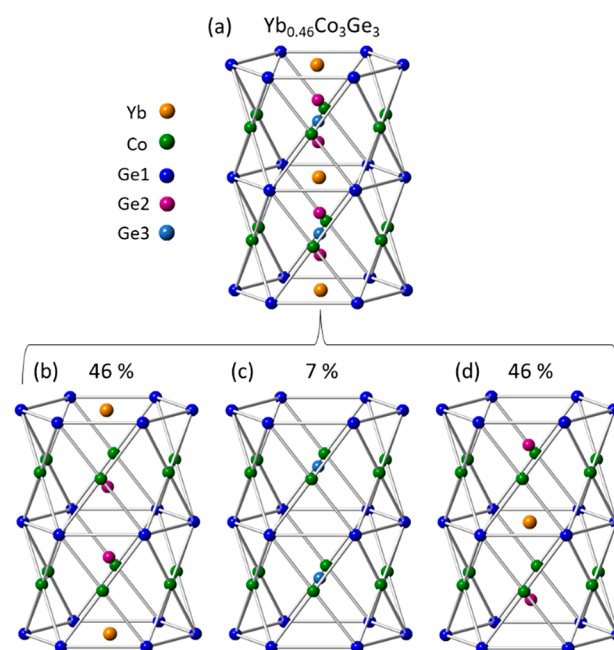 (a) Yb₀.₄₆Co₃Ge₃
Yb
Co
Ge1
Ge2
Ge3
(b) 46 %
(c) 7 %
(d) 46 %